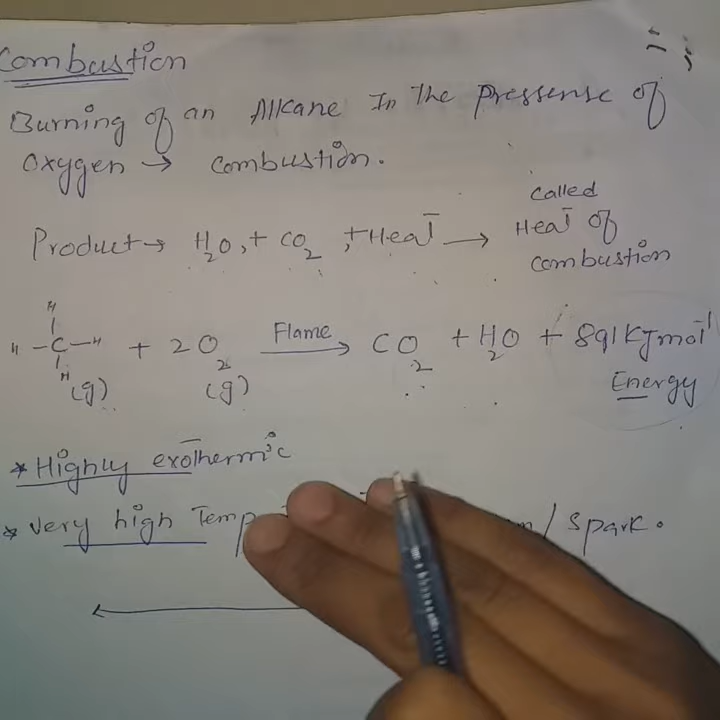 Combustion
Burning of an Alkane In The Pressense of
Oxygen → combustion.
Product → H₂O, + CO₂, + Heat → called Heat of combustion
H
H - C - H + 2O₂ Flame → CO₂ + H₂O + 891 KJmol⁻¹
H (g) (g) Energy
* Highly exothermic
* Very high Temp / spark.